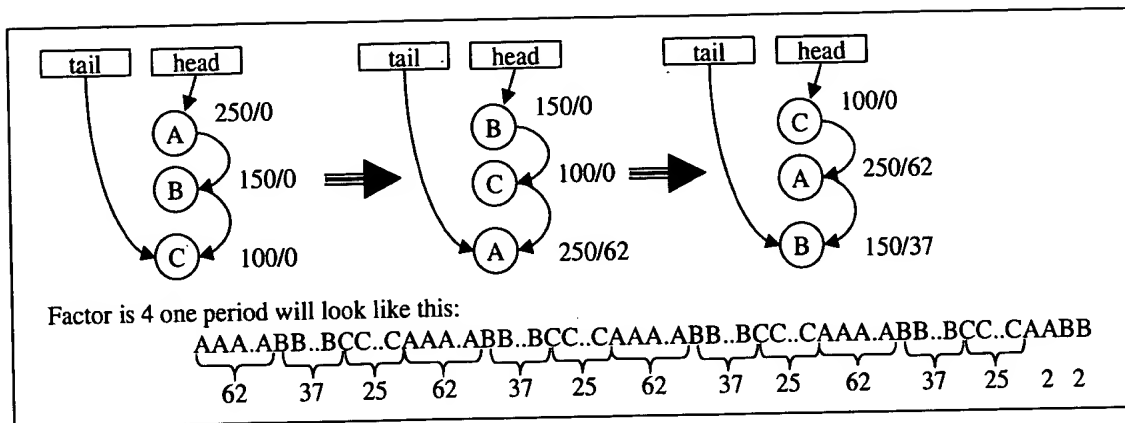 tail head tail head tail head
250/0 150/0 100/0
A B C
150/0 100/0 250/62
B C A
100/0 250/62 150/37
C A B
Factor is 4 one period will look like this:
AAA.ABB..BCC..CAAA.ABB..BCC..CAAA.ABB..BCC..CAAA.ABB..BCC..CAABB
62 37 25 62 37 25 62 37 25 62 37 25 2 2